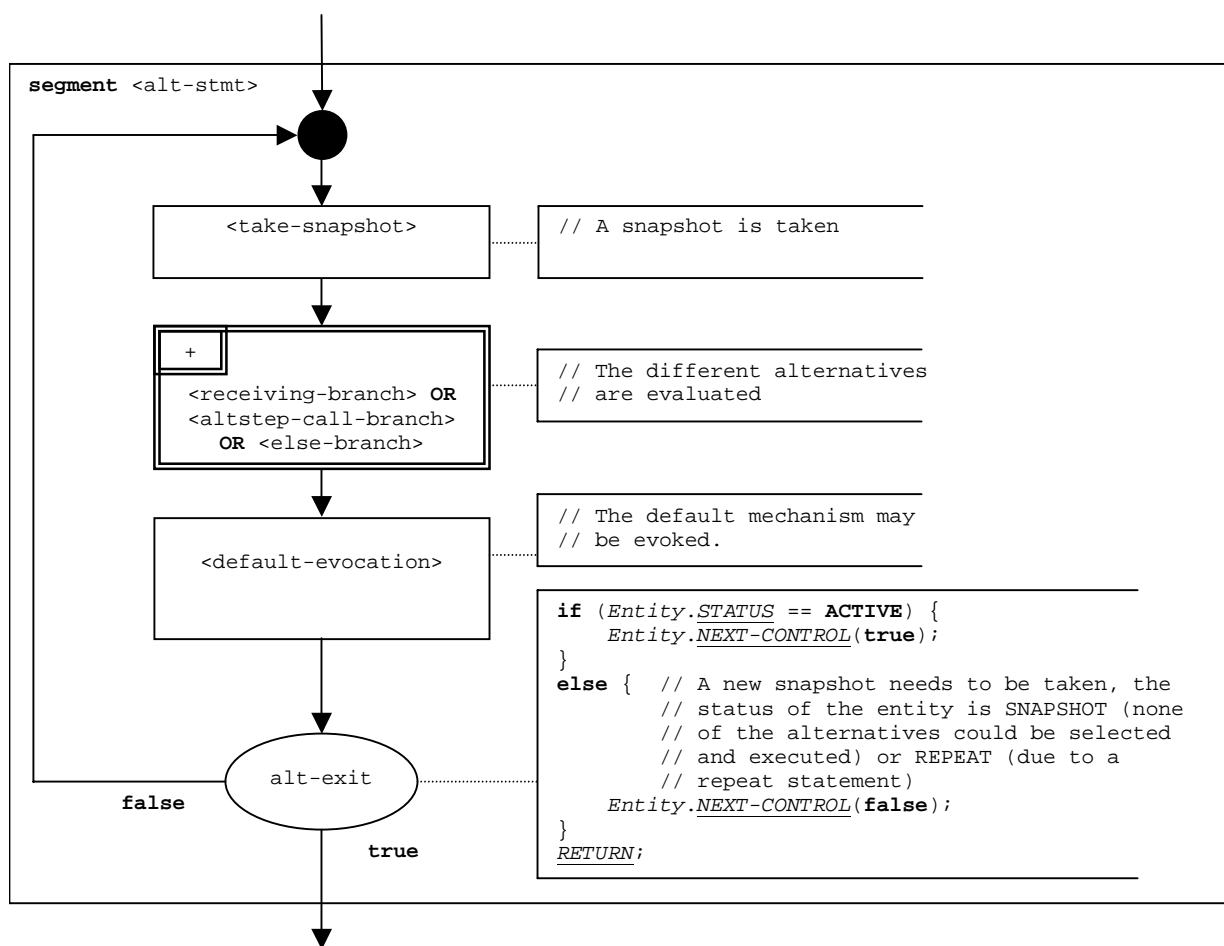 segment <alt-stmt>
<take-snapshot>
// A snapshot is taken
+
<receiving-branch> OR
<altstep-call-branch>
OR <else-branch>
// The different alternatives
// are evaluated
<default-evocation>
// The default mechanism may
// be evoked.
alt-exit
false
true
if (Entity.STATUS == ACTIVE) {
    Entity.NEXT-CONTROL(true);
}
else {  // A new snapshot needs to be taken, the
        // status of the entity is SNAPSHOT (none
        // of the alternatives could be selected
        // and executed) or REPEAT (due to a
        // repeat statement)
    Entity.NEXT-CONTROL(false);
}
RETURN;